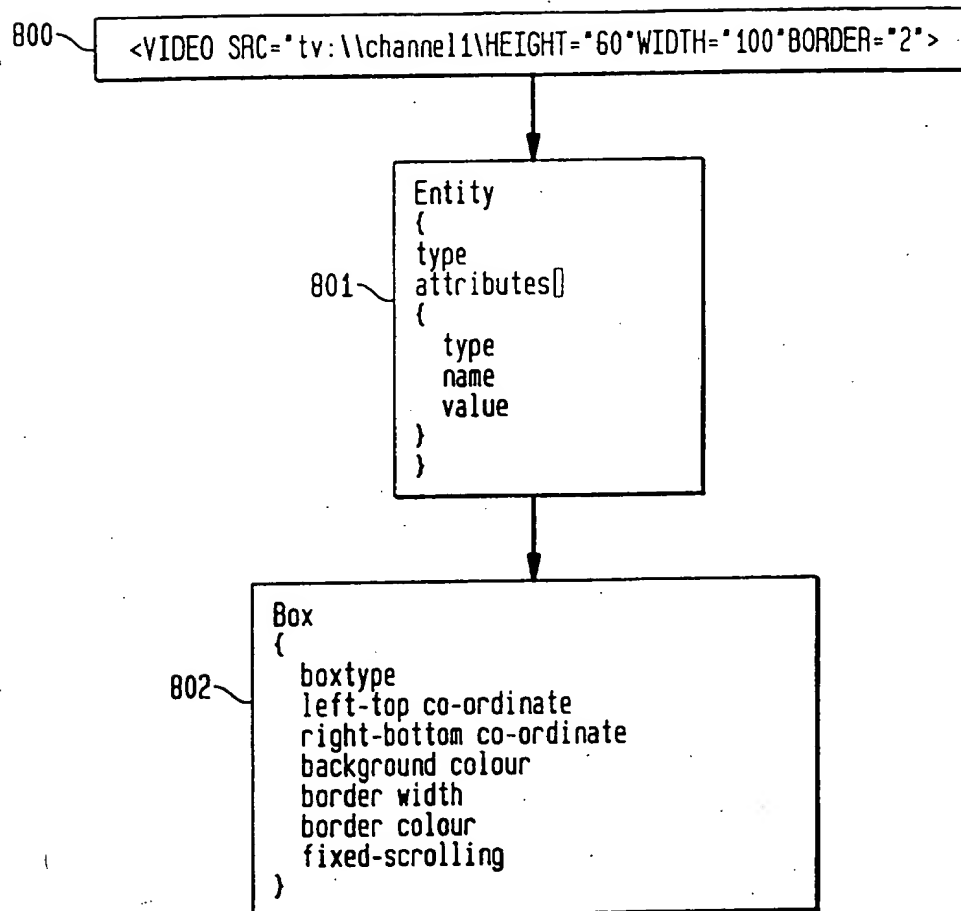 800
<VIDEO SRC="tv:\\channel1\HEIGHT="60"WIDTH="100"BORDER="2">
Entity
{
type
801
attributes[]
{
type
name
value
}
}
Box
{
boxtype
802
left-top co-ordinate
right-bottom co-ordinate
background colour
border width
border colour
fixed-scrolling
}